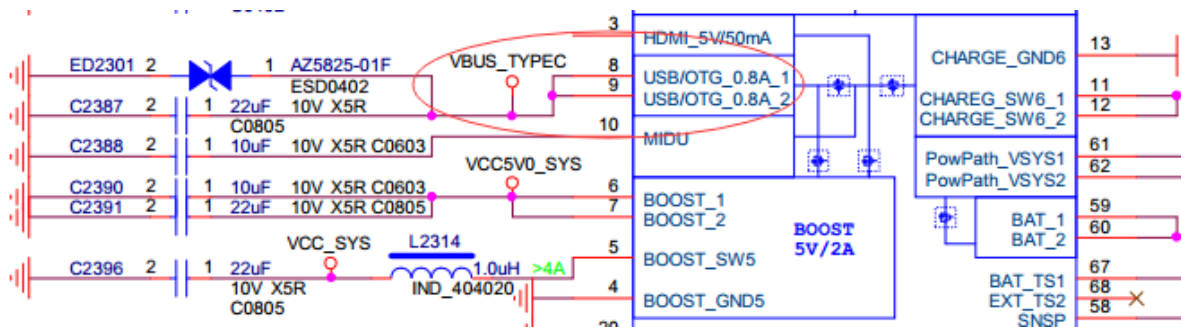 3
HDMI_5V/50mA
ED2301 2 1 AZ5825-01F
ESD0402
VBUS_TYPEC
8 USB/OTG_0.8A_1
9 USB/OTG_0.8A_2
C2387 2 1 22uF 10V X5R
C0805
10
MIDU
C2388 2 1 10uF 10V X5R C0603
VCC5V0_SYS
C2390 2 1 10uF 10V X5R C0603
C2391 2 1 22uF 10V X5R C0805
6 BOOST_1
7 BOOST_2
BOOST
5V/2A
VCC_SYS
L2314
5 BOOST_SW5
C2396 2 1 22uF
10V X5R
C0805
1.0uH >4A
IND_404020
4 BOOST_GND5
CHARGE_GND6 13
CHAREG_SW6_1 11
CHARGE_SW6_2 12
PowPath_VSYS1 61
PowPath_VSYS2 62
BAT_1 59
BAT_2 60
BAT_TS1 67
EXT_TS2 68
SNSP 58